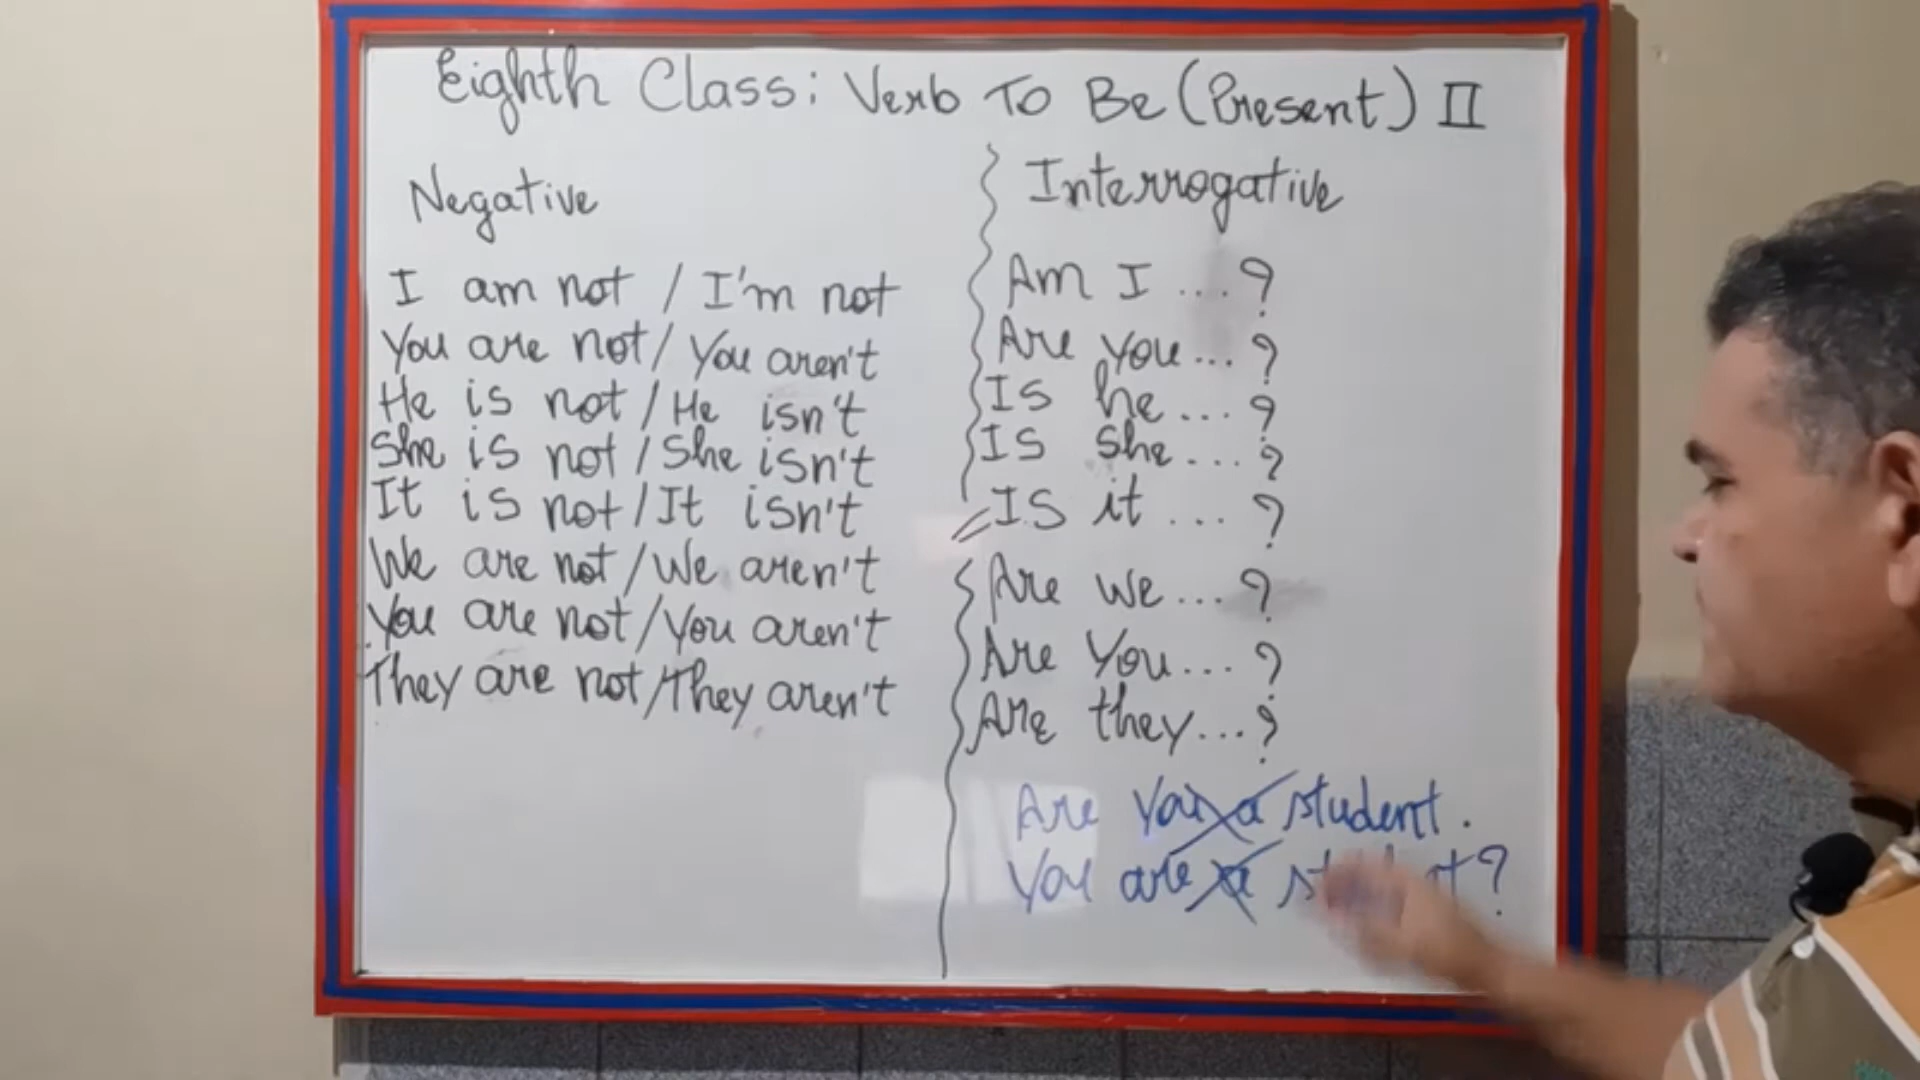 Eighth Class: Verb To Be (Present) II
Negative
I am not / I'm not
You are not / You aren't
He is not / He isn't
She is not / She isn't
It is not / It isn't
We are not / We aren't
You are not / You aren't
They are not / They aren't
Interrogative
Am I ... ?
Are you ... ?
Is he ... ?
Is she ... ?
Is it ... ?
Are we ... ?
Are You ... ?
Are they ... ?
Are you a student.
You are a ?